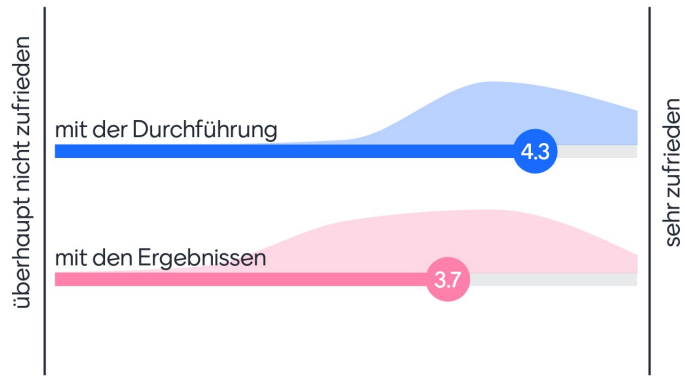 überhaupt nicht zufrieden
mit der Durchführung
4.3
mit den Ergebnissen
3.7
sehr zufrieden